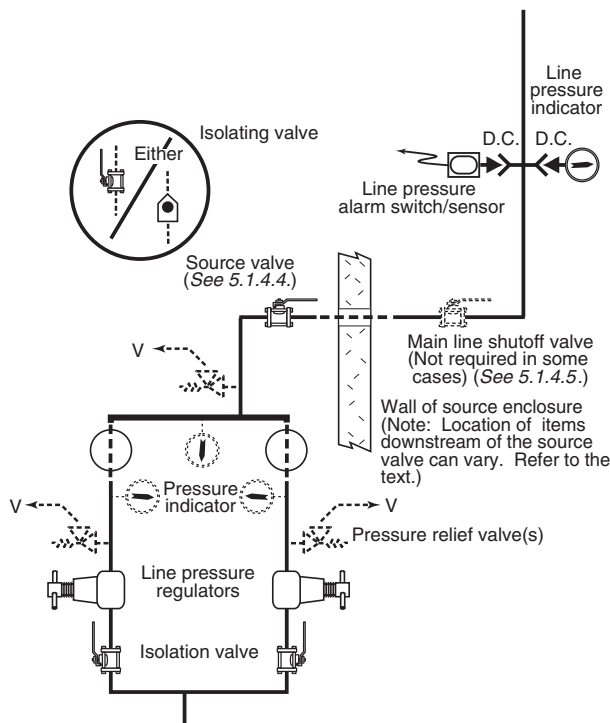 Line
pressure
indicator
D.C.
D.C.
Isolating valve
Either
Line pressure
alarm switch/sensor
Source valve
(See 5.1.4.4.)
Main line shutoff valve
(Not required in some
cases) (See 5.1.4.5.)
V
Wall of source enclosure
(Note: Location of items
downstream of the source
valve can vary. Refer to the
text.)
Pressure
indicator
V
V
Pressure relief valve(s)
Line pressure
regulators
Isolation valve